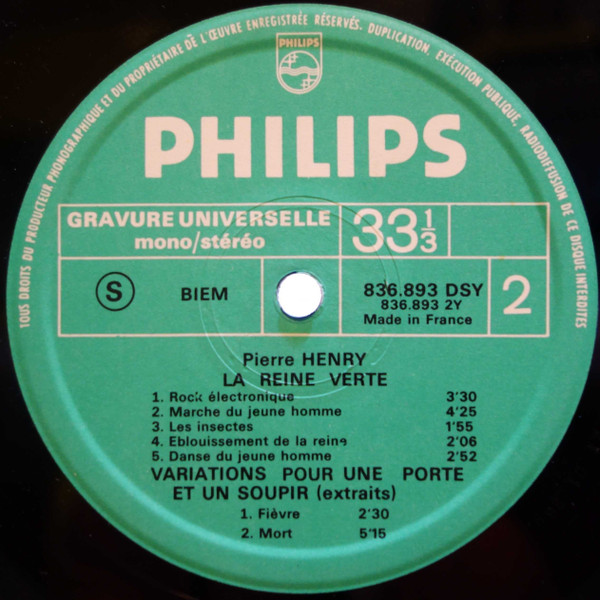 TOUS DROITS DU PRODUCTEUR PHONOGRAPHIQUE ET DU PROPRIÉTAIRE DE L'ŒUVRE ENREGISTRÉE RÉSERVÉS. DUPLICATION, EXÉCUTION PUBLIQUE, RADIODIFFUSION DE CE DISQUE INTERDITES
PHILIPS
PHILIPS
GRAVURE UNIVERSELLE
mono/stéréo
33 1/3
S
BIEM
836.893 DSY
836.893 2Y
Made in France
2
Pierre HENRY
LA REINE VERTE
1. Rock électronique 3'30
2. Marche du jeune homme 4'25
3. Les insectes 1'55
4. Eblouissement de la reine 2'06
5. Danse du jeune homme 2'52
VARIATIONS POUR UNE PORTE
ET UN SOUPIR (extraits)
1. Fièvre 2'30
2. Mort 5'15